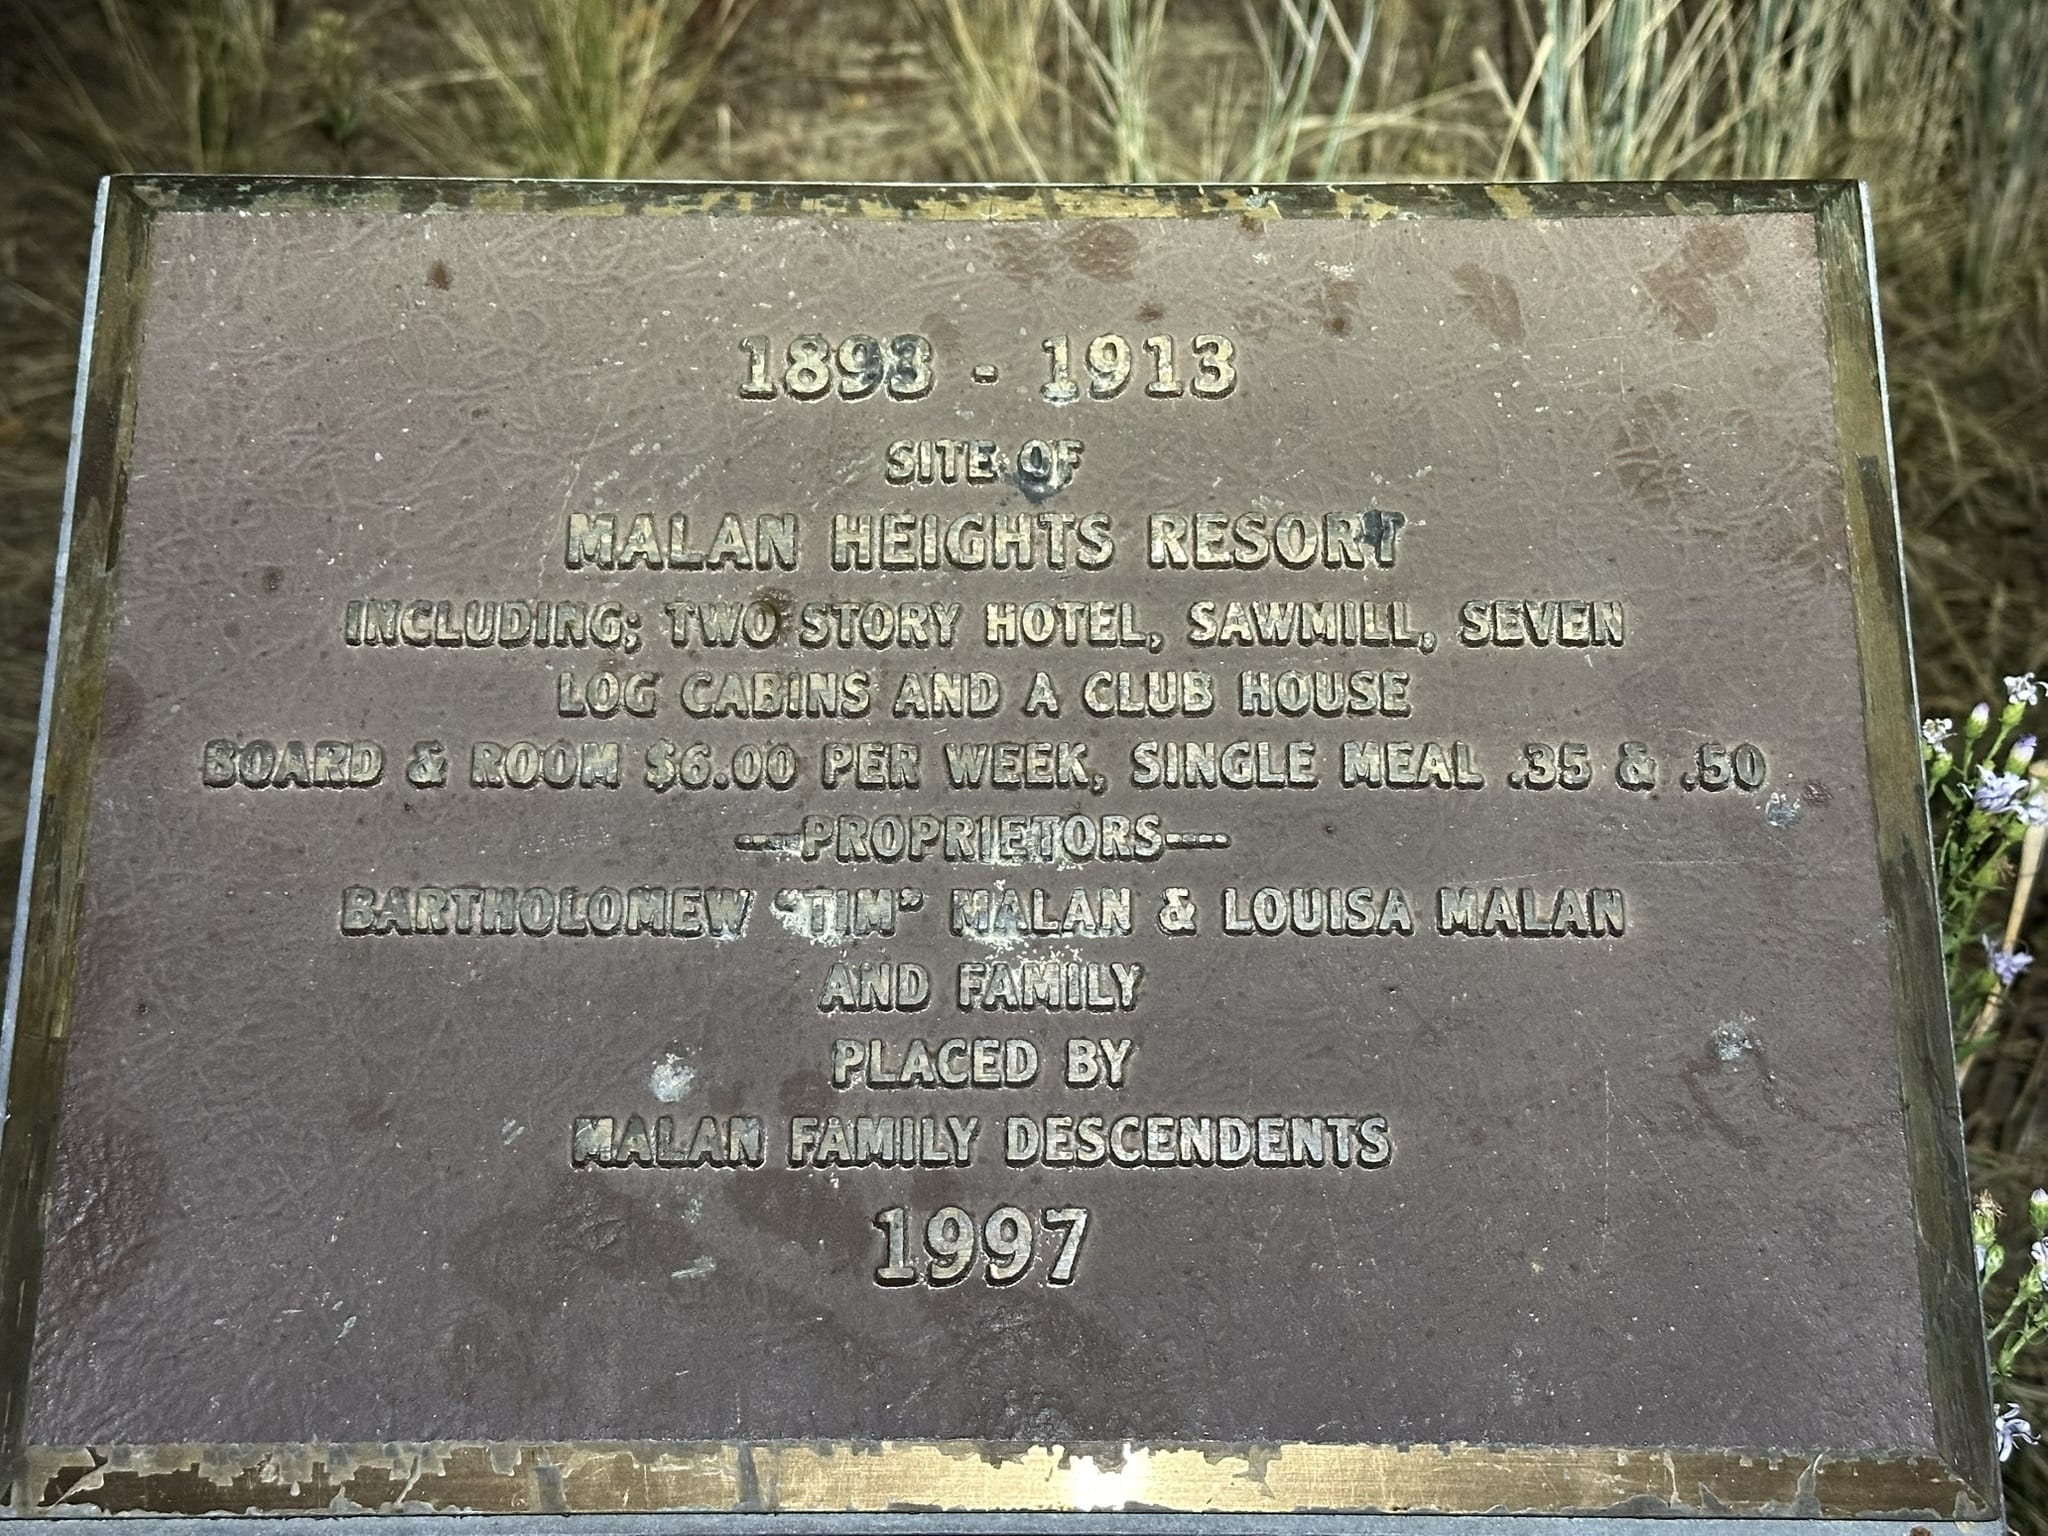 1893 - 1913
SITE OF
MALAN HEIGHTS RESORT
INCLUDING; TWO STORY HOTEL, SAWMILL, SEVEN
LOG CABINS AND A CLUB HOUSE
BOARD & ROOM $6.00 PER WEEK, SINGLE MEAL .35 & .50
---PROPRIETORS---
BARTHOLOMEW "TIM" MALAN & LOUISA MALAN
AND FAMILY
PLACED BY
MALAN FAMILY DESCENDENTS
1997